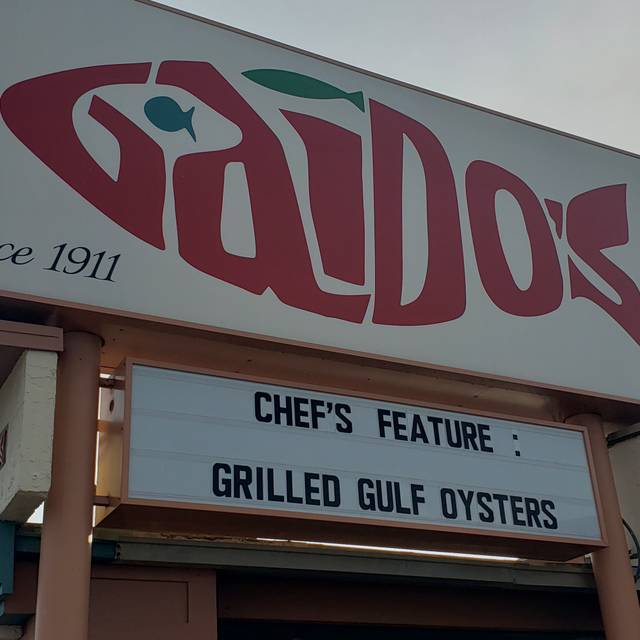 GAIDO'S
ce 1911
CHEF'S FEATURE :
GRILLED GULF OYSTERS